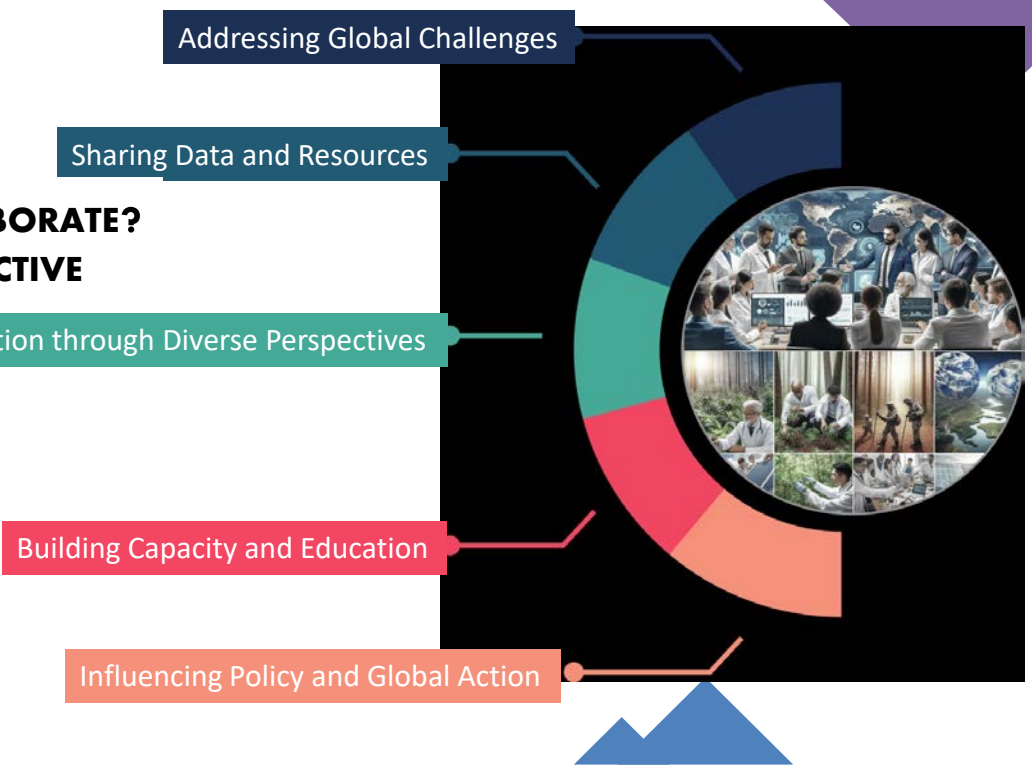 Addressing Global Challenges
Sharing Data and Resources
BORATE?
CTIVE
tion through Diverse Perspectives
Building Capacity and Education
Influencing Policy and Global Action